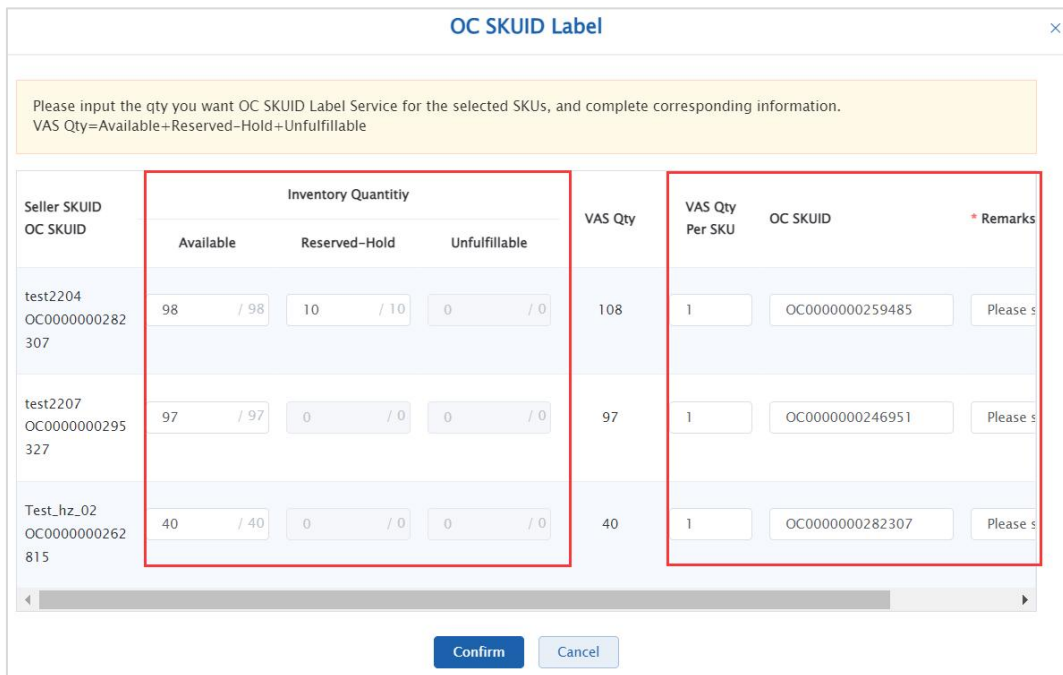 OC SKUID Label
×
Please input the qty you want OC SKUID Label Service for the selected SKUs, and complete corresponding information.
VAS Qty=Available+Reserved-Hold+Unfulfillable
Seller SKUID
OC SKUID
Inventory Quantitiy
Available Reserved-Hold Unfulfillable
VAS Qty
VAS Qty
Per SKU
OC SKUID
* Remarks
test2204
OC0000000282
307
98 / 98 10 / 10 0 / 0 108 1 OC0000000259485 Please s
test2207
OC0000000295
327
97 / 97 0 / 0 0 / 0 97 1 OC0000000246951 Please s
Test_hz_02
OC0000000262
815
40 / 40 0 / 0 0 / 0 40 1 OC0000000282307 Please s
Confirm Cancel